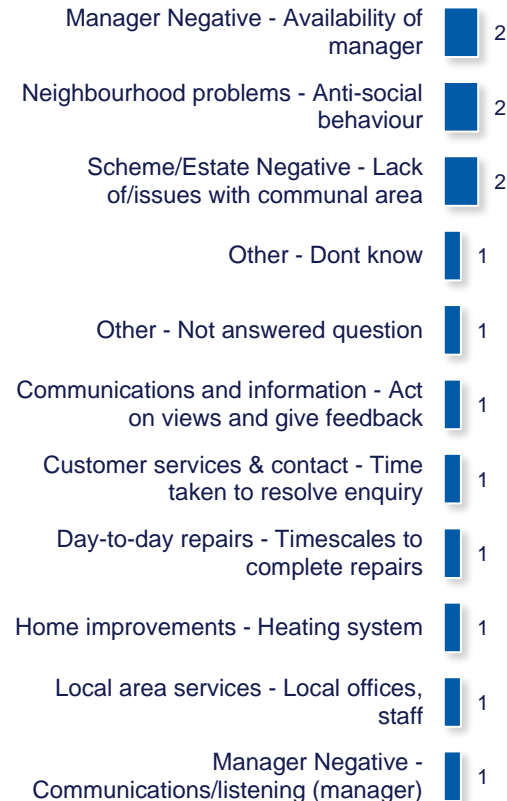 Manager Negative - Availability of
manager
2
Neighbourhood problems - Anti-social
behaviour
2
Scheme/Estate Negative - Lack
of/issues with communal area
2
Other - Dont know
1
Other - Not answered question
1
Communications and information - Act
on views and give feedback
1
Customer services & contact - Time
taken to resolve enquiry
1
Day-to-day repairs - Timescales to
complete repairs
1
Home improvements - Heating system
1
Local area services - Local offices,
staff
1
Manager Negative -
Communications/listening (manager)
1